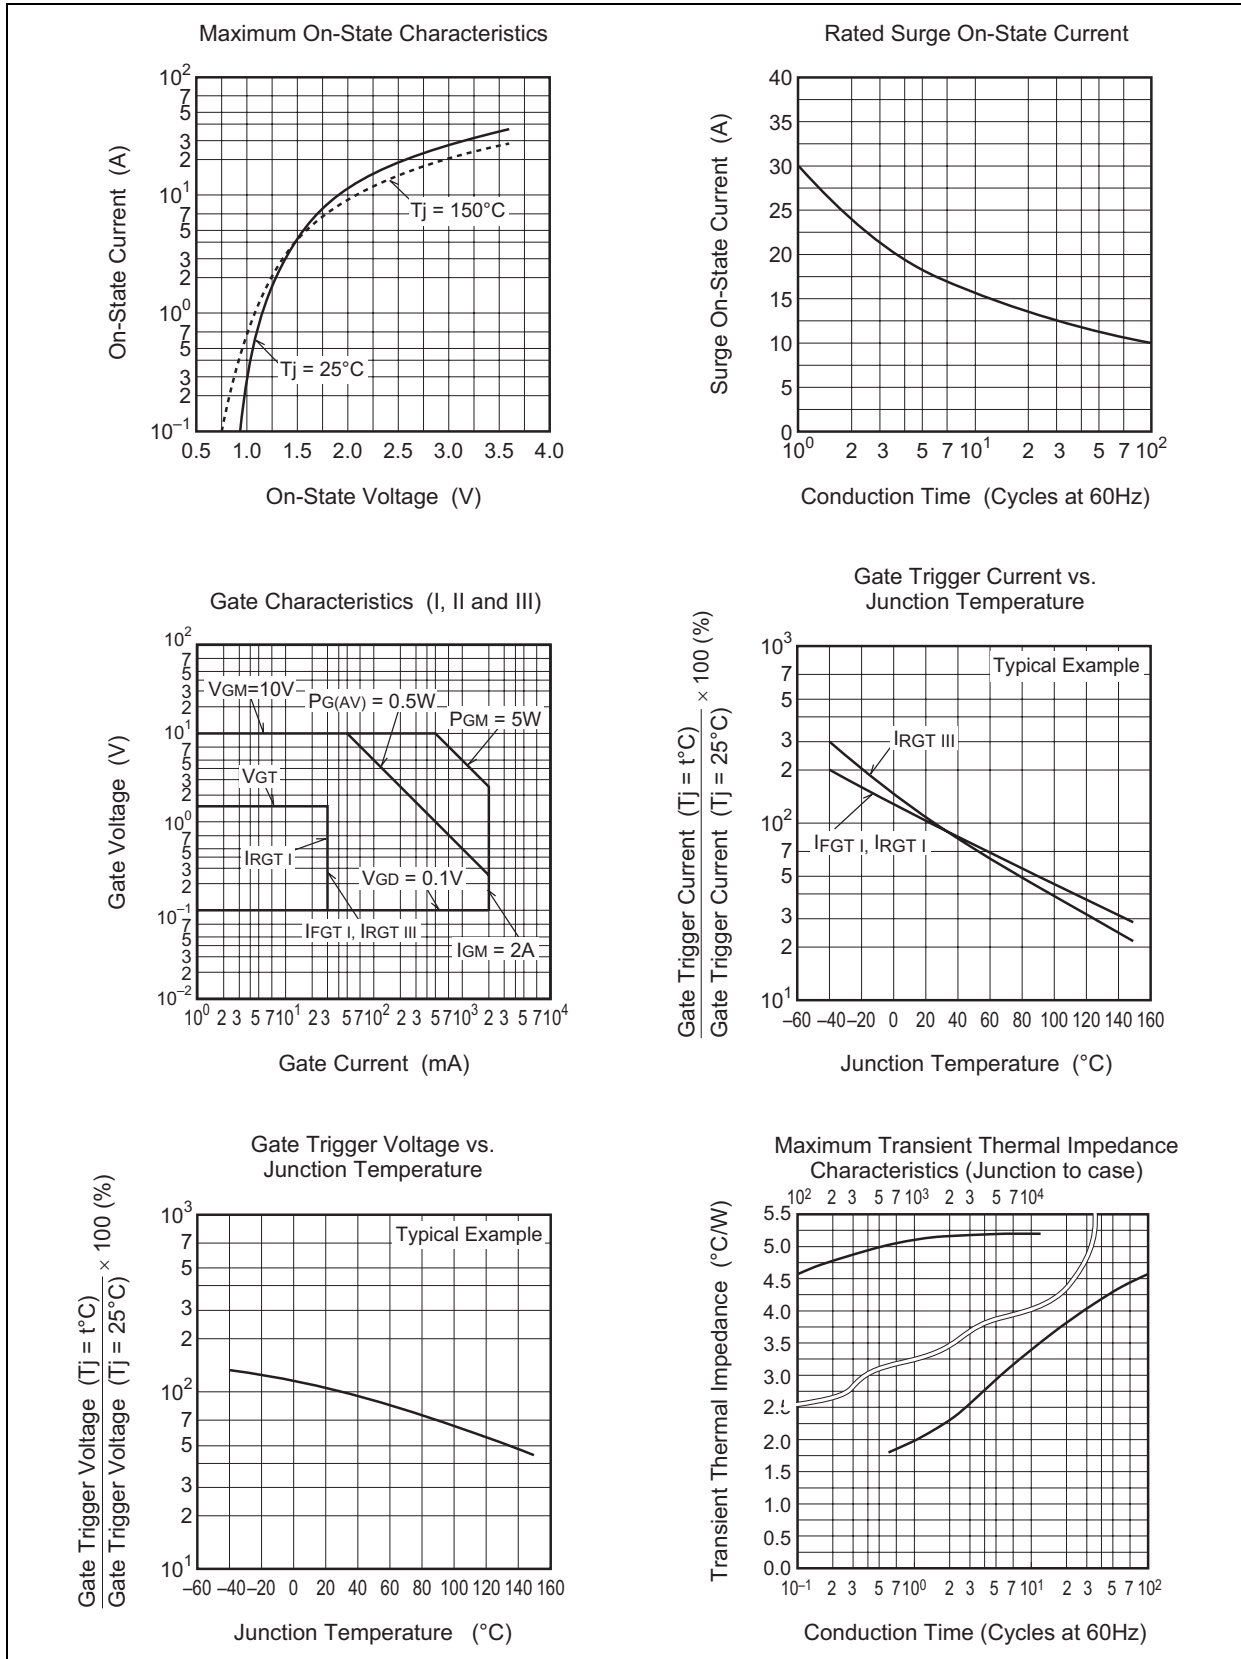 Maximum On-State Characteristics
On-State Current (A)
10²
7
5
3
2
10¹
7
5
3
2
10⁰
7
5
3
2
10⁻¹
Tj = 150°C
Tj = 25°C
0.5 1.0 1.5 2.0 2.5 3.0 3.5 4.0
On-State Voltage (V)
Rated Surge On-State Current
Surge On-State Current (A)
40
35
30
25
20
15
10
5
0
10⁰ 2 3 5 7 10¹ 2 3 5 7 10²
Conduction Time (Cycles at 60Hz)
Gate Characteristics (I, II and III)
Gate Voltage (V)
10²
7
5
3
2
10¹
7
5
3
2
10⁰
7
5
3
2
10⁻¹
7
5
3
2
10⁻²
VGM=10V
PG(AV) = 0.5W
PGM = 5W
VGT
IRGT I
VGD = 0.1V
IFGT I, IRGT III
IGM = 2A
10⁰ 2 3 5 7 10¹ 2 3 5 7 10² 2 3 5 7 10³ 2 3 5 7 10⁴
Gate Current (mA)
Gate Trigger Current vs.
Junction Temperature
Gate Trigger Current (Tj = t°C)
Gate Trigger Current (Tj = 25°C)
× 100 (%)
10³
7
5
3
2
10²
7
5
3
2
10¹
Typical Example
IRGT III
IFGT I, IRGT I
–60 –40 –20 0 20 40 60 80 100 120 140 160
Junction Temperature (°C)
Gate Trigger Voltage vs.
Junction Temperature
Gate Trigger Voltage (Tj = t°C)
Gate Trigger Voltage (Tj = 25°C)
× 100 (%)
10³
7
5
3
2
10²
7
5
3
2
10¹
Typical Example
–60 –40 –20 0 20 40 60 80 100 120 140 160
Junction Temperature (°C)
Maximum Transient Thermal Impedance
Characteristics (Junction to case)
10² 2 3 5 7 10³ 2 3 5 7 10⁴
Transient Thermal Impedance (°C/W)
5.5
5.0
4.5
4.0
3.5
3.0
2.0
1.5
1.0
0.5
0.0
10⁻¹ 2 3 5 7 10⁰ 2 3 5 7 10¹ 2 3 5 7 10²
Conduction Time (Cycles at 60Hz)